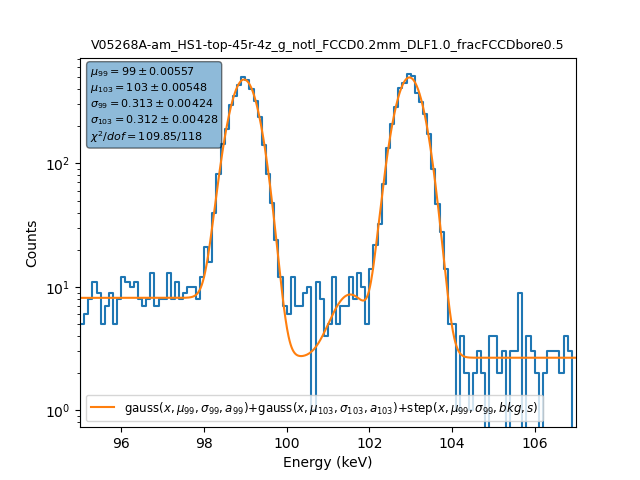 V05268A-am_HS1-top-45r-4z_g_notl_FCCD0.2mm_DLF1.0_fracFCCDbore0.5
μ₉₉ = 99 ± 0.00557
μ₁₀₃ = 103 ± 0.00548
σ₉₉ = 0.313 ± 0.00424
σ₁₀₃ = 0.312 ± 0.00428
χ²/dof = 109.85/118
10²
10¹
10⁰
Counts
gauss(x, μ₉₉, σ₉₉, a₉₉)+gauss(x, μ₁₀₃, σ₁₀₃, a₁₀₃)+step(x, μ₉₉, σ₉₉, bkg, s)
96 98 100 102 104 106
Energy (keV)